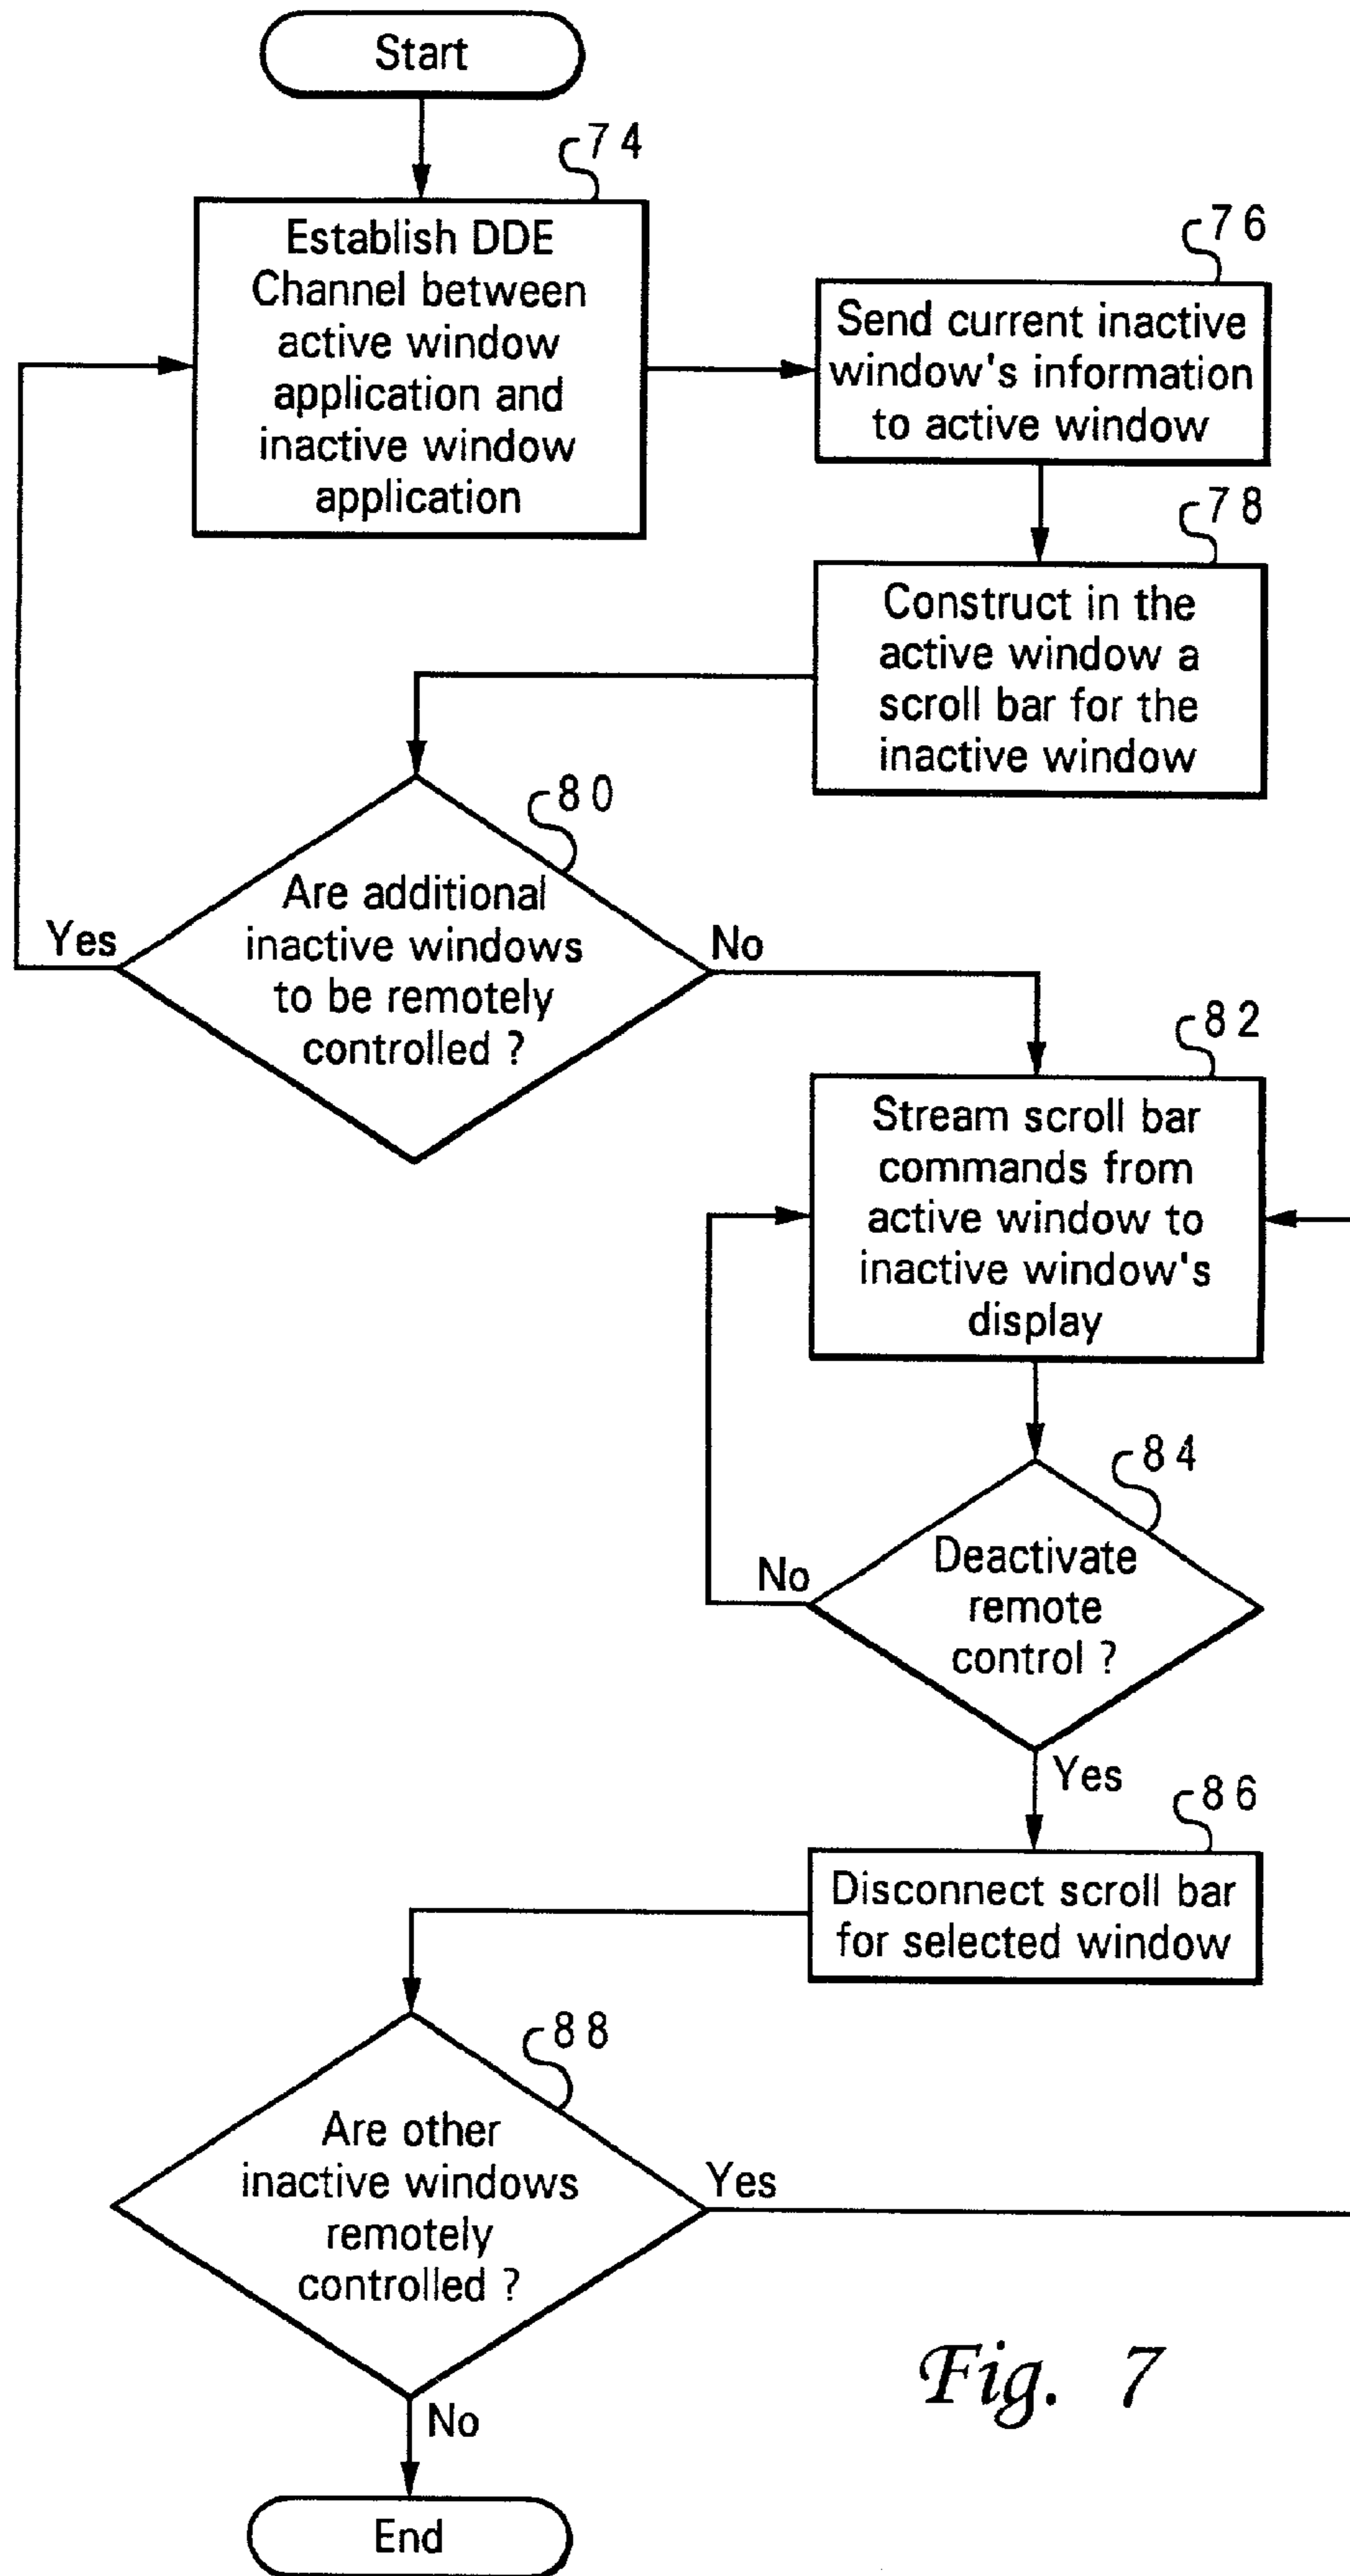 Start
74
Establish DDE
Channel between
active window
application and
inactive window
application
76
Send current inactive
window's information
to active window
78
Construct in the
active window a
scroll bar for the
inactive window
80
Are additional
inactive windows
to be remotely
controlled ?
Yes
No
82
Stream scroll bar
commands from
active window to
inactive window's
display
84
Deactivate
remote
control ?
No
Yes
86
Disconnect scroll bar
for selected window
88
Are other
inactive windows
remotely
controlled ?
Yes
No
End
Fig. 7